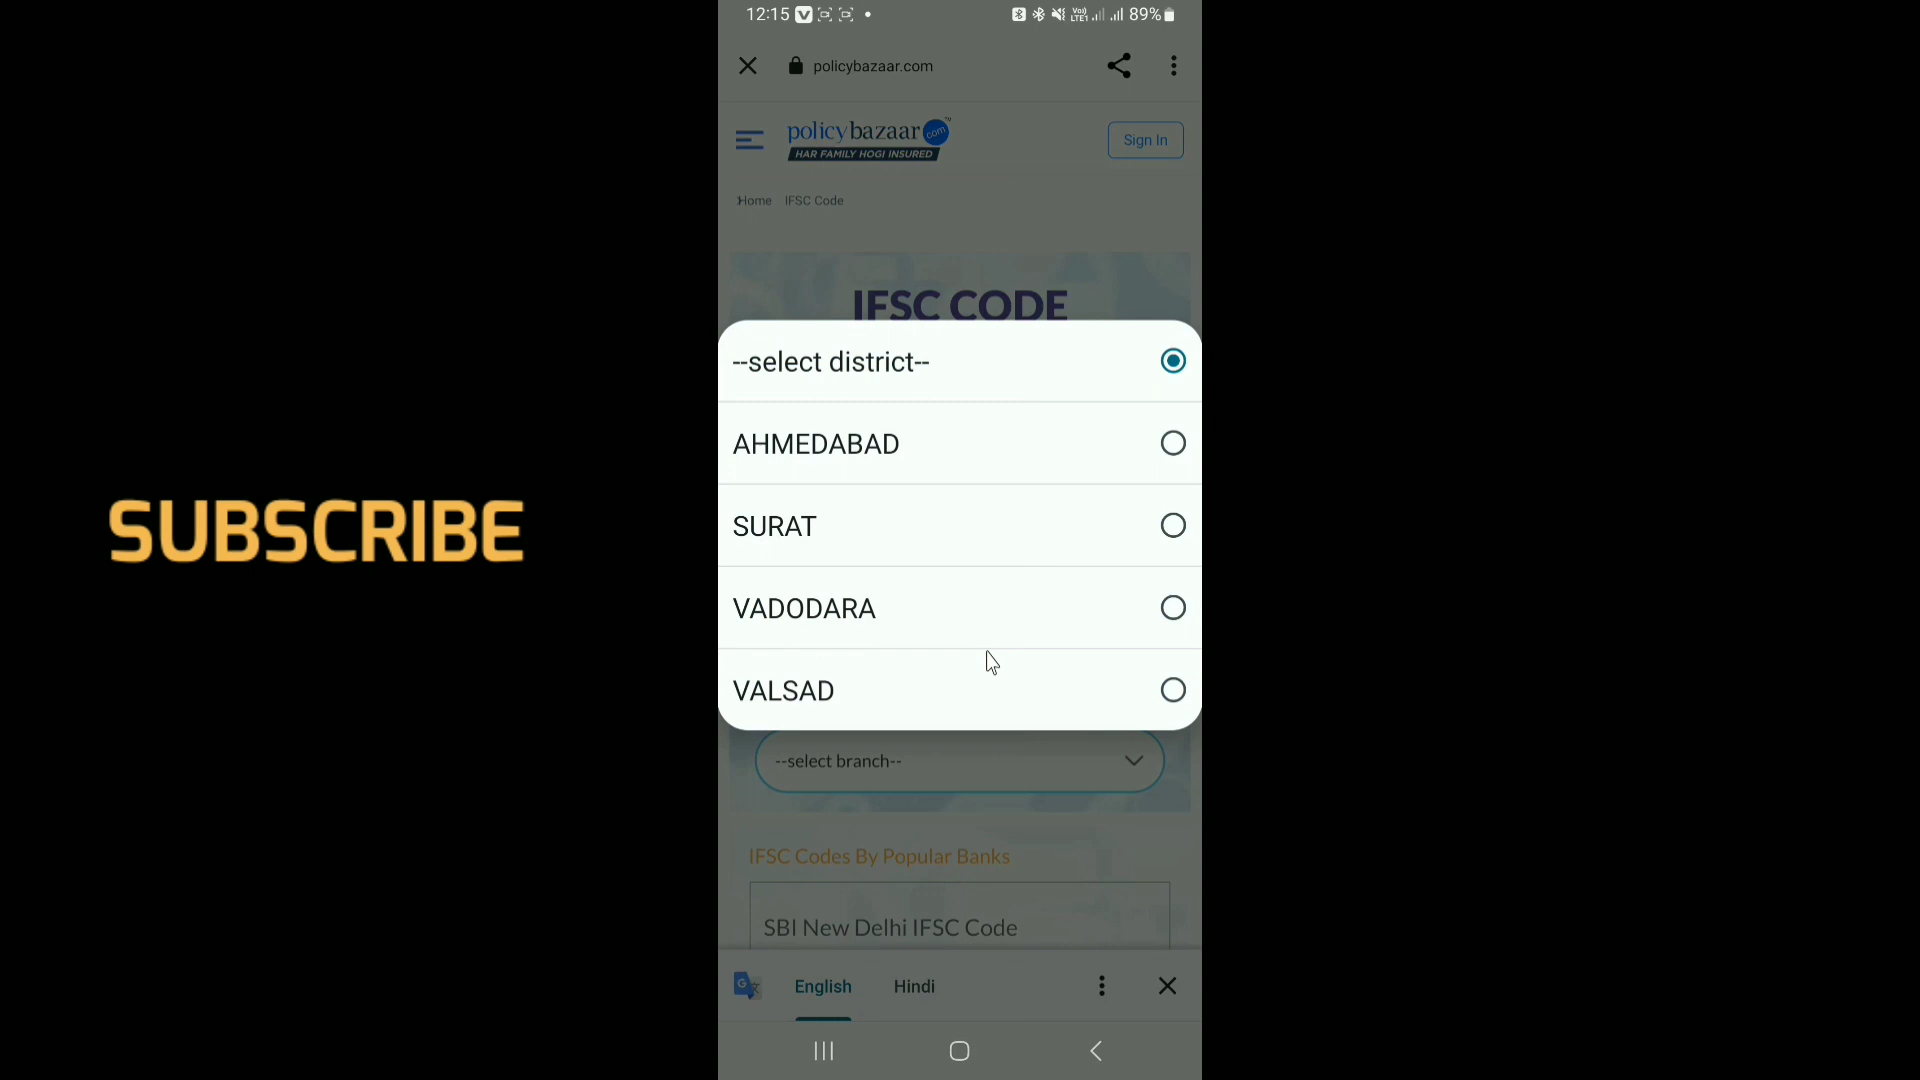 12:15 89%
policybazaar.com
policybazaar.com
HAR FAMILY HOGI INSURED
Sign In
Home IFSC Code
IFSC CODE
--select district--
AHMEDABAD
SURAT
VADODARA
VALSAD
SUBSCRIBE
--select branch--
IFSC Codes By Popular Banks
SBI New Delhi IFSC Code
English Hindi